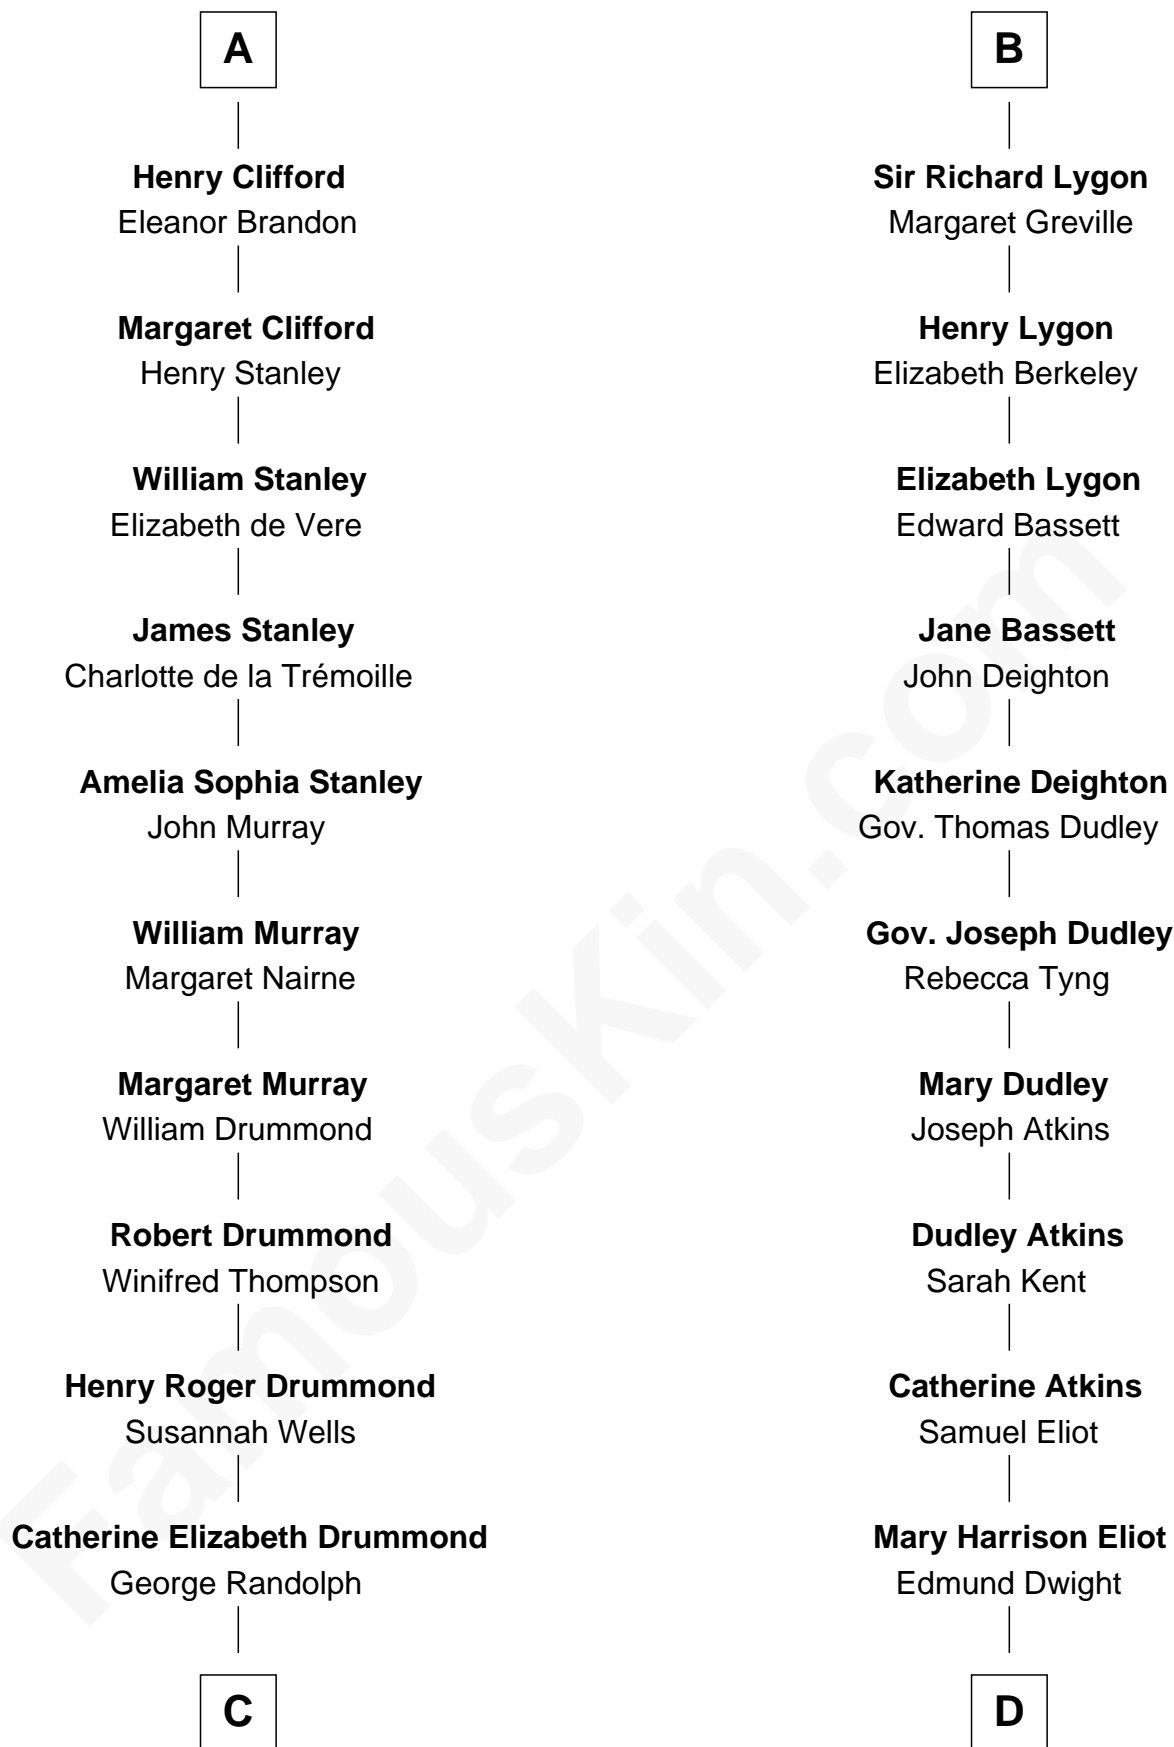 A
Henry Clifford
Eleanor Brandon
Margaret Clifford
Henry Stanley
William Stanley
Elizabeth de Vere
James Stanley
Charlotte de la Trémoille
Amelia Sophia Stanley
John Murray
William Murray
Margaret Nairne
Margaret Murray
William Drummond
Robert Drummond
Winifred Thompson
Henry Roger Drummond
Susannah Wells
Catherine Elizabeth Drummond
George Randolph
C
B
Sir Richard Lygon
Margaret Greville
Henry Lygon
Elizabeth Berkeley
Elizabeth Lygon
Edward Bassett
Jane Bassett
John Deighton
Katherine Deighton
Gov. Thomas Dudley
Gov. Joseph Dudley
Rebecca Tyng
Mary Dudley
Joseph Atkins
Dudley Atkins
Sarah Kent
Catherine Atkins
Samuel Eliot
Mary Harrison Eliot
Edmund Dwight
D
FamousKin.com